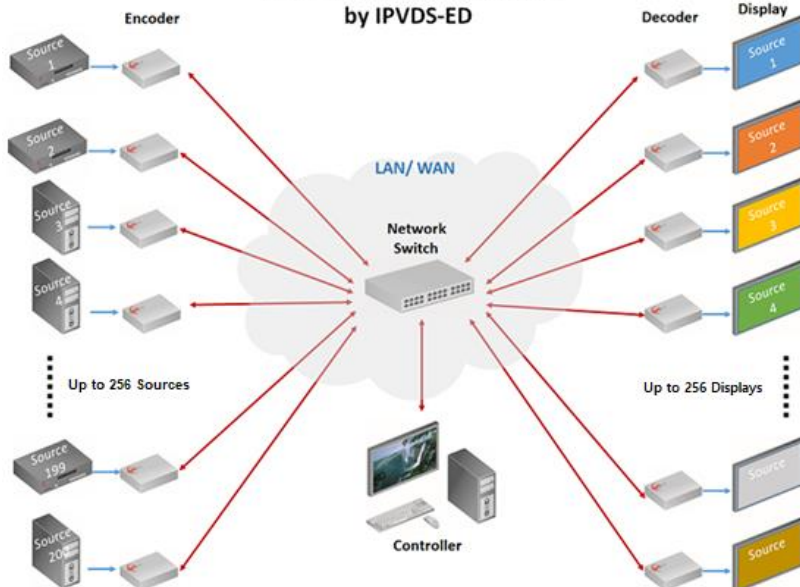 by IPVDS-ED
Encoder
Decoder
Display
Source
1
Source
1
Source
2
Source
2
LAN/ WAN
Source
3
Network
Switch
Source
3
Source
4
Source
4
Up to 256 Sources
Up to 256 Displays
Source
199
Source
Source
Controller
Source